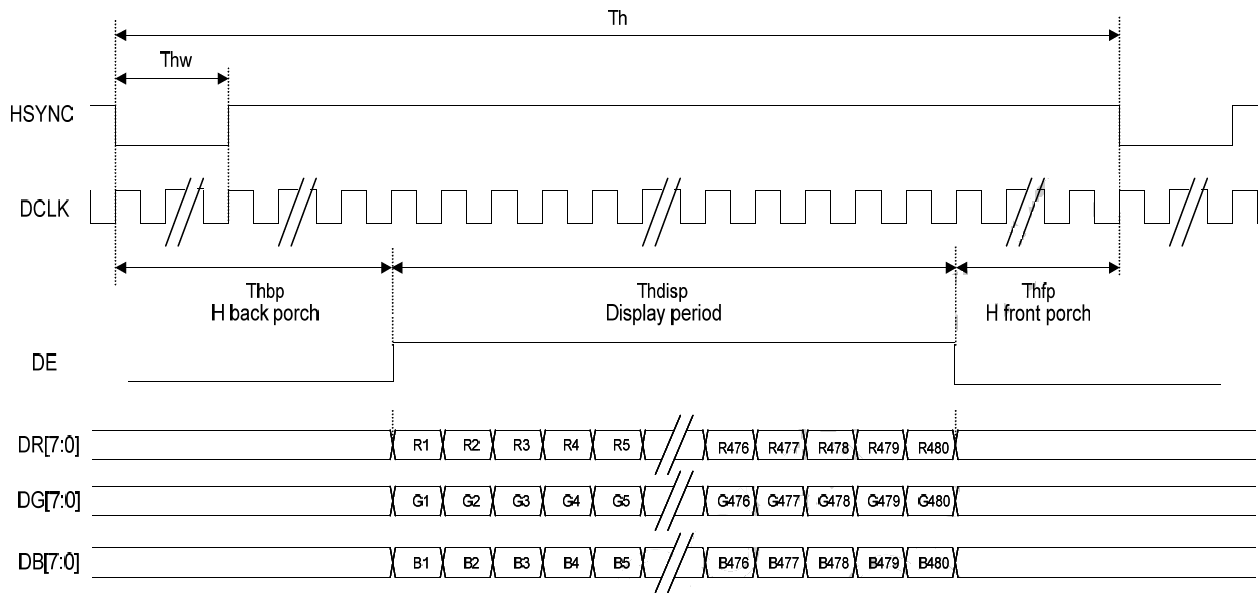 Th
Thw
HSYNC
DCLK
Thbp
H back porch
Thdisp
Display period
Thfp
H front porch
DE
DR[7:0] R1 R2 R3 R4 R5 R476 R477 R478 R479 R480
DG[7:0] G1 G2 G3 G4 G5 G476 G477 G478 G479 G480
DB[7:0] B1 B2 B3 B4 B5 B476 B477 B478 B479 B480